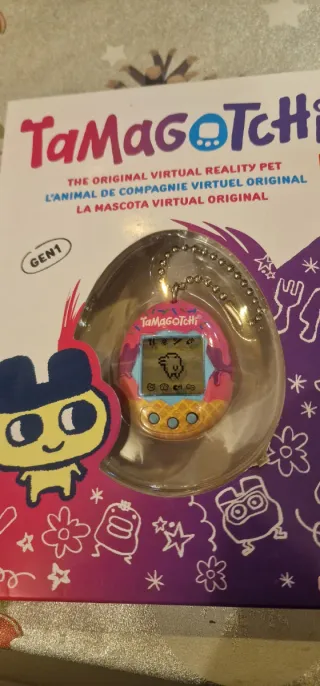 TAMAGOTCHi
THE ORIGINAL VIRTUAL REALITY PET
L'ANIMAL DE COMPAGNIE VIRTUEL ORIGINAL
LA MASCOTA VIRTUAL ORIGINAL
GEN1
TAMAGOTCHi